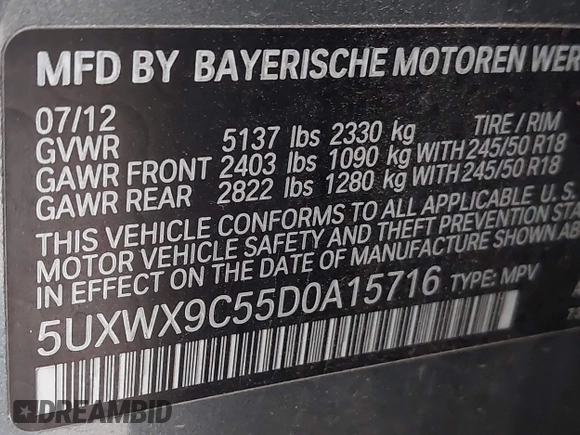 MFD BY BAYERISCHE MOTOREN WER
07/12 TIRE / RIM
GVWR 5137 lbs 2330 kg
GAWR FRONT 2403 lbs 1090 kg WITH 245/50 R18
GAWR REAR 2822 lbs 1280 kg WITH 245/50 R18
THIS VEHICLE CONFORMS TO ALL APPLICABLE U. S.
MOTOR VEHICLE SAFETY AND THEFT PREVENTION STA
IN EFFECT ON THE DATE OF MANUFACTURE SHOWN AB
5UXWX9C55D0A15716 TYPE: MPV
DREAMBID